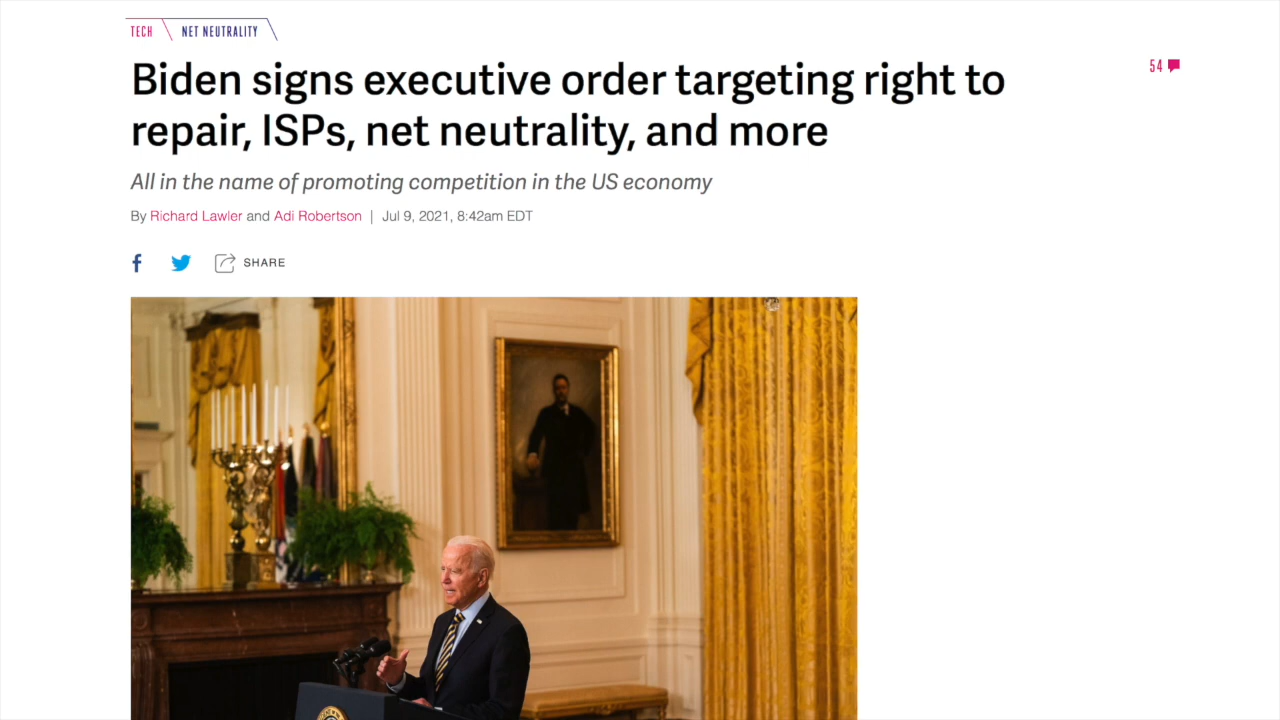 TECH NET NEUTRALITY
Biden signs executive order targeting right to
repair, ISPs, net neutrality, and more
54
All in the name of promoting competition in the US economy
By Richard Lawler and Adi Robertson | Jul 9, 2021, 8:42am EDT
SHARE